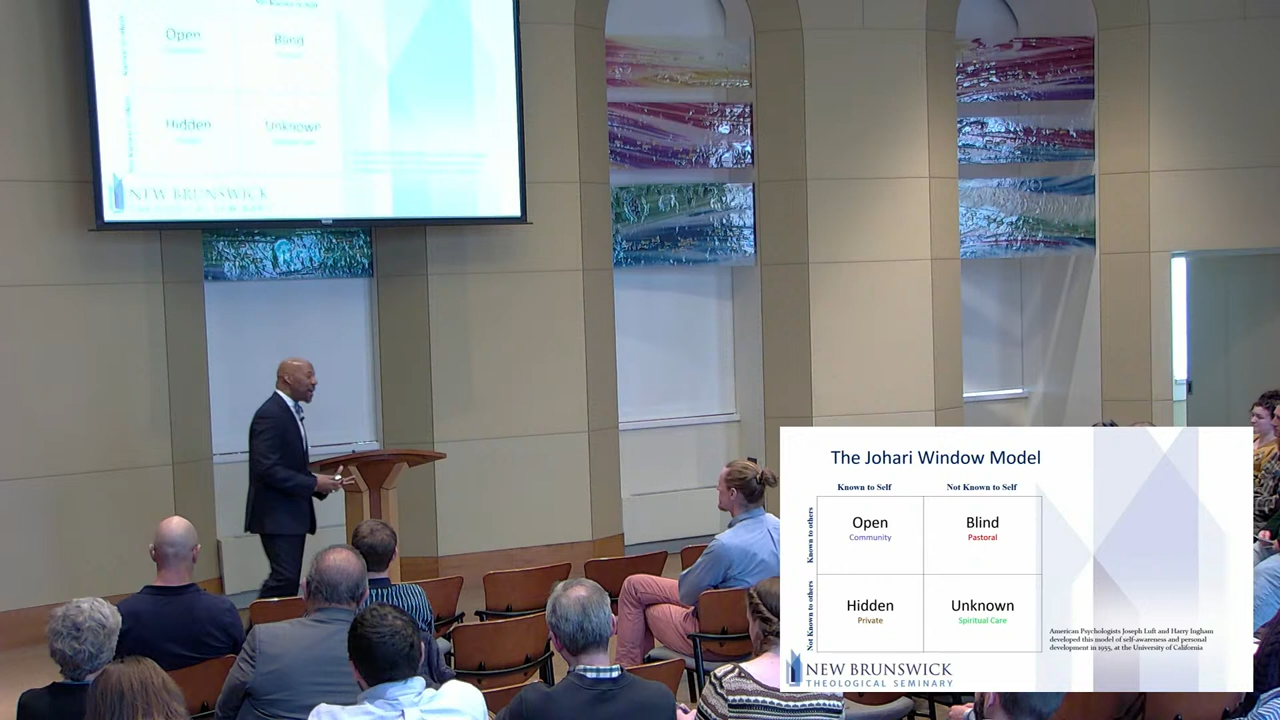 Open
Blind
Hidden
Unknown
NEW BRUNSWICK
The Johari Window Model
Known to Self
Not Known to Self
Known to others
Open
Community
Blind
Pastoral
Not Known to others
Hidden
Private
Unknown
Spiritual Care
American Psychologists Joseph Luft and Harry Ingham
developed this model of self-awareness and personal
development in 1955, at the University of California
NEW BRUNSWICK
THEOLOGICAL SEMINARY